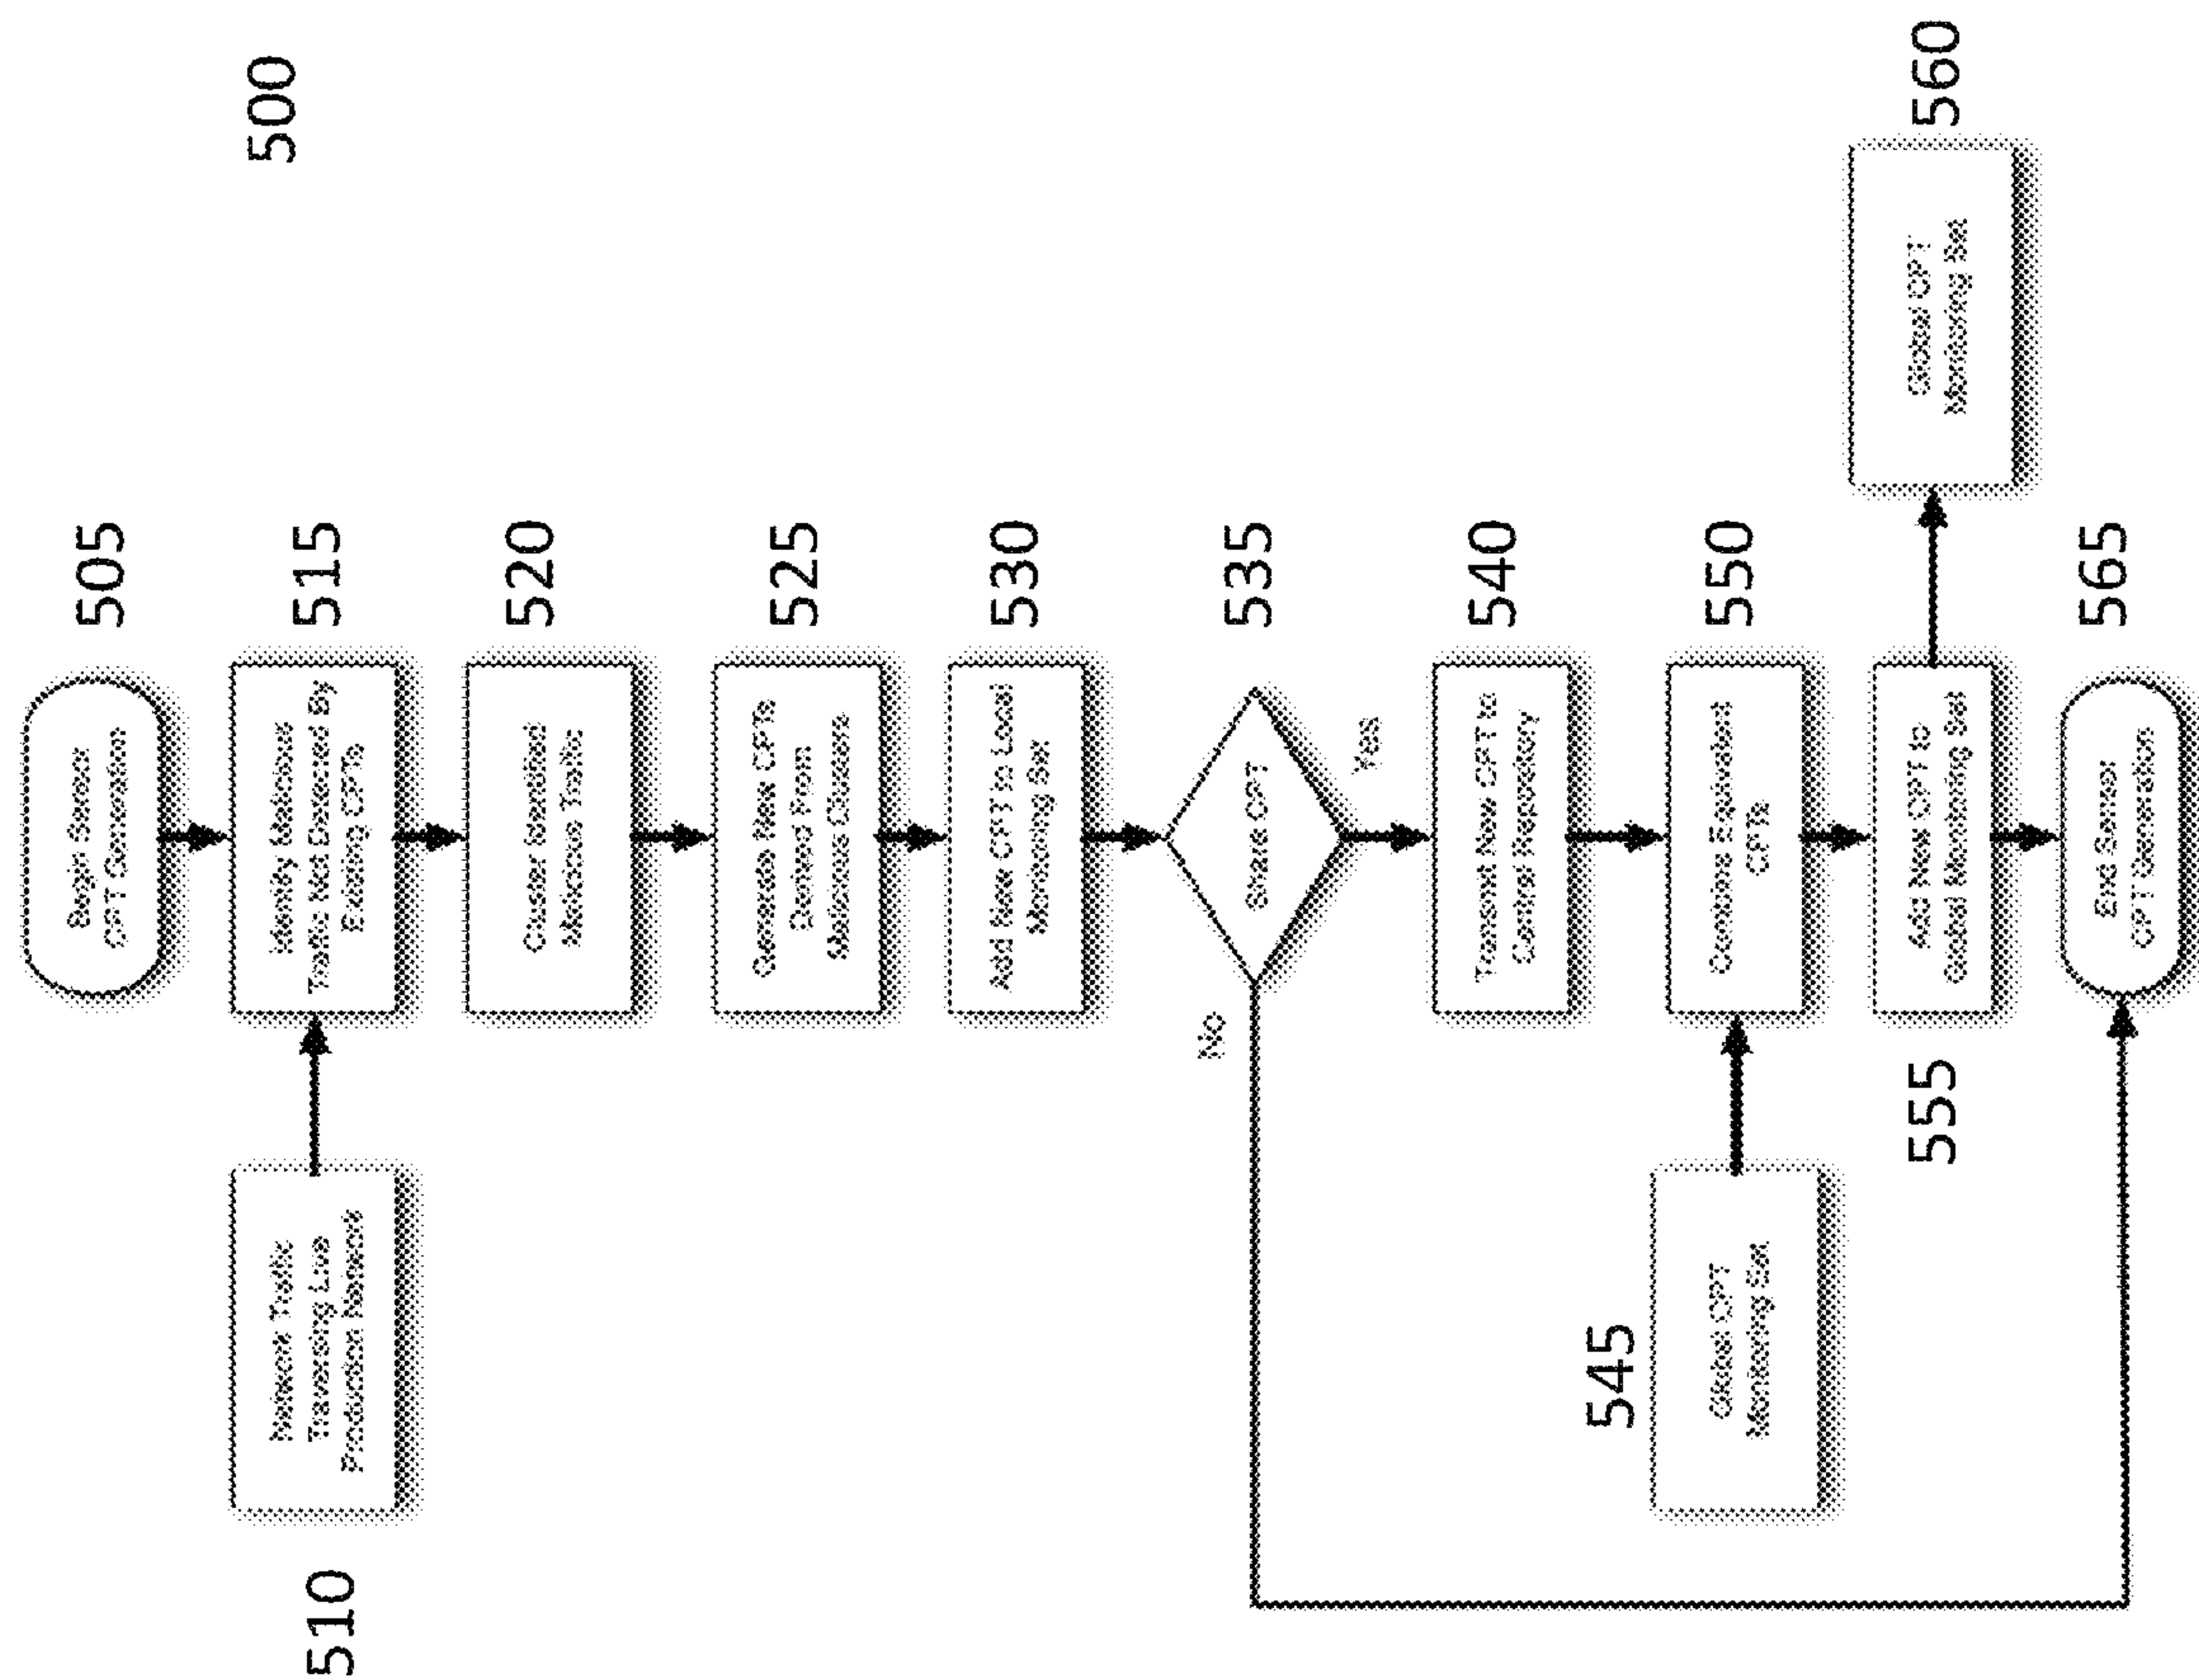 500
Begin Sensor
CPT Generation
505
Network Traffic
Traversing Live
Production Network
510
Identify Malicious
Traffic Not Detected By
Existing CPTs
515
Cluster Identified
Malicious Traffic
520
Generate New CPTs
Derived From
Malicious Clusters
525
Add New CPT to Local
Monitoring Set
530
Share CPT
535
No
Yes
Transmit New CPT to
Central Repository
540
545
Global CPT
Monitoring Set
Combine Equivalent
CPTs
550
Add New CPT to
Global Monitoring Set
555
Global CPT
Monitoring Set
560
End Sensor
CPT Generation
565